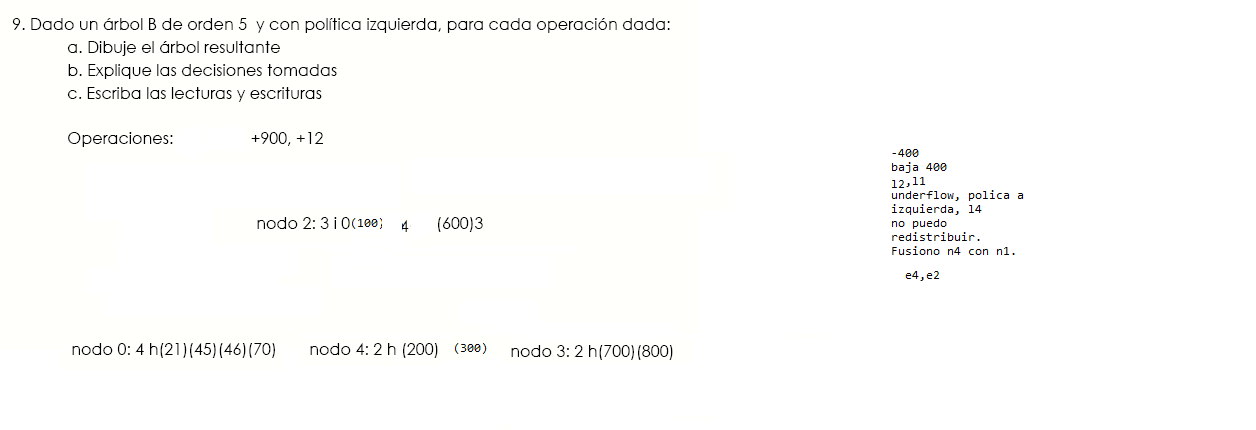 9. Dado un árbol B de orden 5 y con política izquierda, para cada operación dada:
a. Dibuje el árbol resultante
b. Explique las decisiones tomadas
c. Escriba las lecturas y escrituras
Operaciones: +900, +12
nodo 2: 3 i 0(100) 4 (600)3
nodo 0: 4 h(21)(45)(46)(70) nodo 4: 2 h (200) (300) nodo 3: 2 h(700)(800)
-400
baja 400
12,11
underflow, polica a
izquierda, 14
no puedo
redistribuir.
Fusiono n4 con n1.
e4,e2